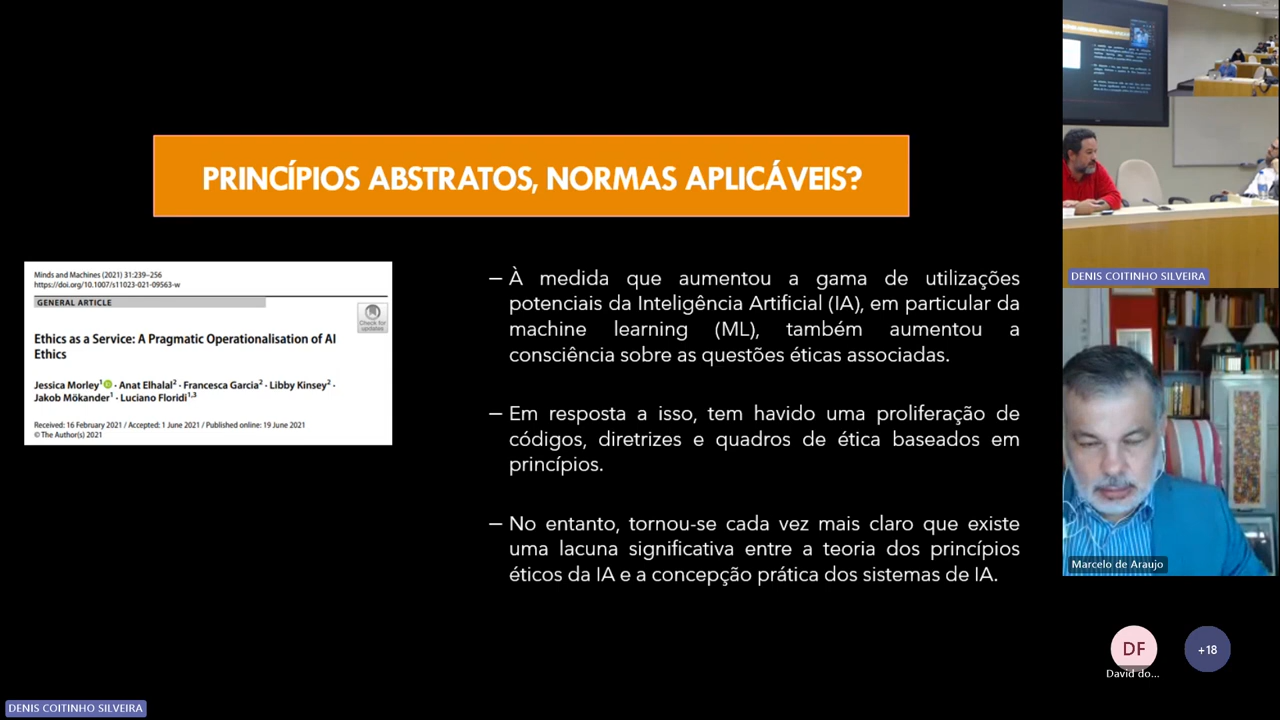 PRINCÍPIOS ABSTRATOS, NORMAS APLICÁVEIS?
Minds and Machines (2021) 31:239–256
https://doi.org/10.1007/s11023-021-09563-w
GENERAL ARTICLE
Check for
updates
Ethics as a Service: A Pragmatic Operationalisation of AI
Ethics
Jessica Morley1 · Anat Elhalal2 · Francesca Garcia2 · Libby Kinsey2 ·
Jakob Mökander1 · Luciano Floridi1,3
Received: 16 February 2021 / Accepted: 1 June 2021 / Published online: 19 June 2021
© The Author(s) 2021
– À medida que aumentou a gama de utilizações
potenciais da Inteligência Artificial (IA), em particular da
machine learning (ML), também aumentou a
consciência sobre as questões éticas associadas.
– Em resposta a isso, tem havido uma proliferação de
códigos, diretrizes e quadros de ética baseados em
princípios.
– No entanto, tornou-se cada vez mais claro que existe
uma lacuna significativa entre a teoria dos princípios
éticos da IA e a concepção prática dos sistemas de IA.
DENIS COITINHO SILVEIRA
Marcelo de Araujo
DF
David do...
+18
DENIS COITINHO SILVEIRA